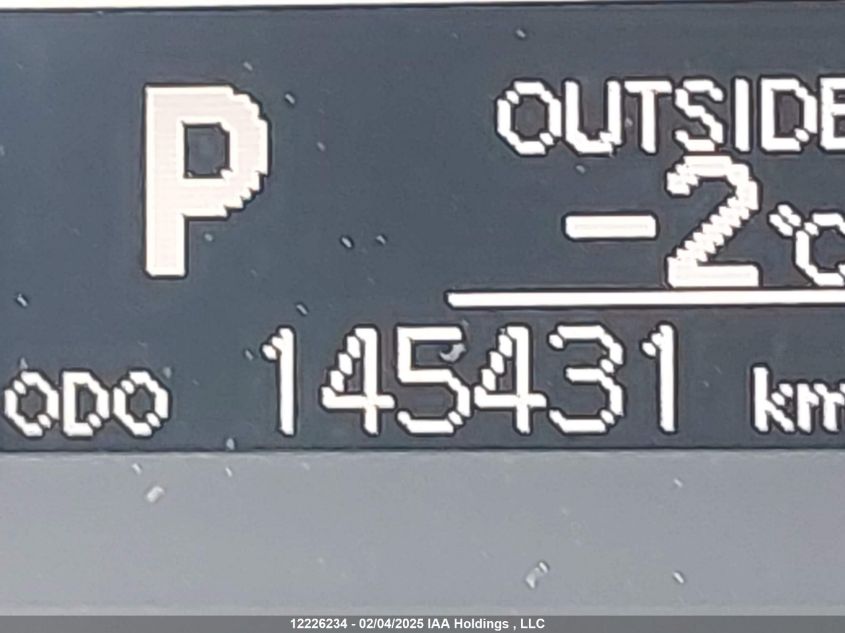 P
OUTSIDE
-2°C
ODO 145431 km
12226234 - 02/04/2025 IAA Holdings , LLC